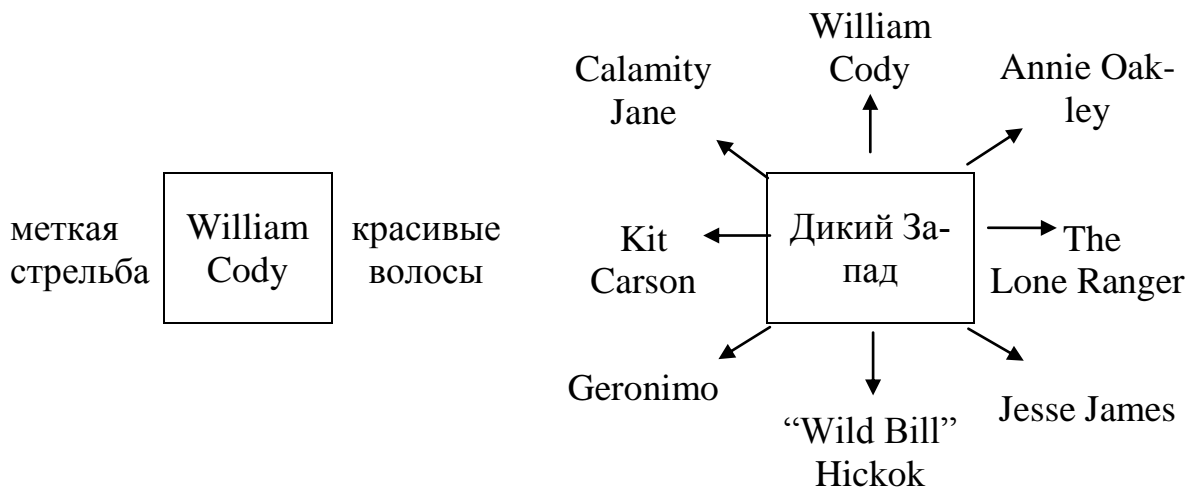 меткая
стрельба
William
Cody
красивые
волосы
William
Cody
Calamity
Jane
Annie Oak-
ley
Kit
Carson
Дикий За-
пад
The
Lone Ranger
Geronimo
“Wild Bill”
Hickok
Jesse James